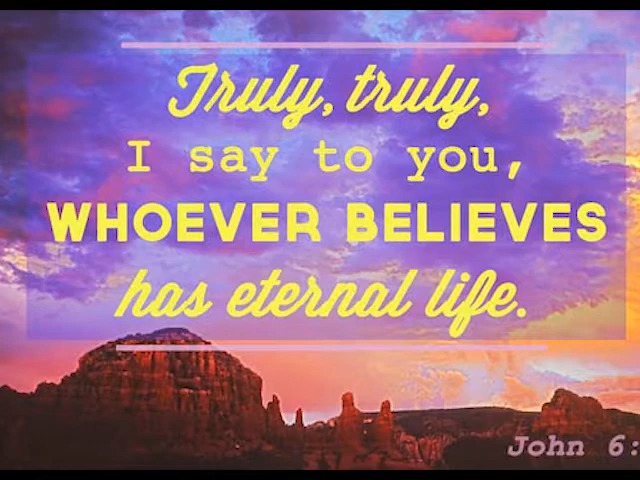 Truly, truly,
I say to you,
WHOEVER BELIEVES
has eternal life.
John 6: